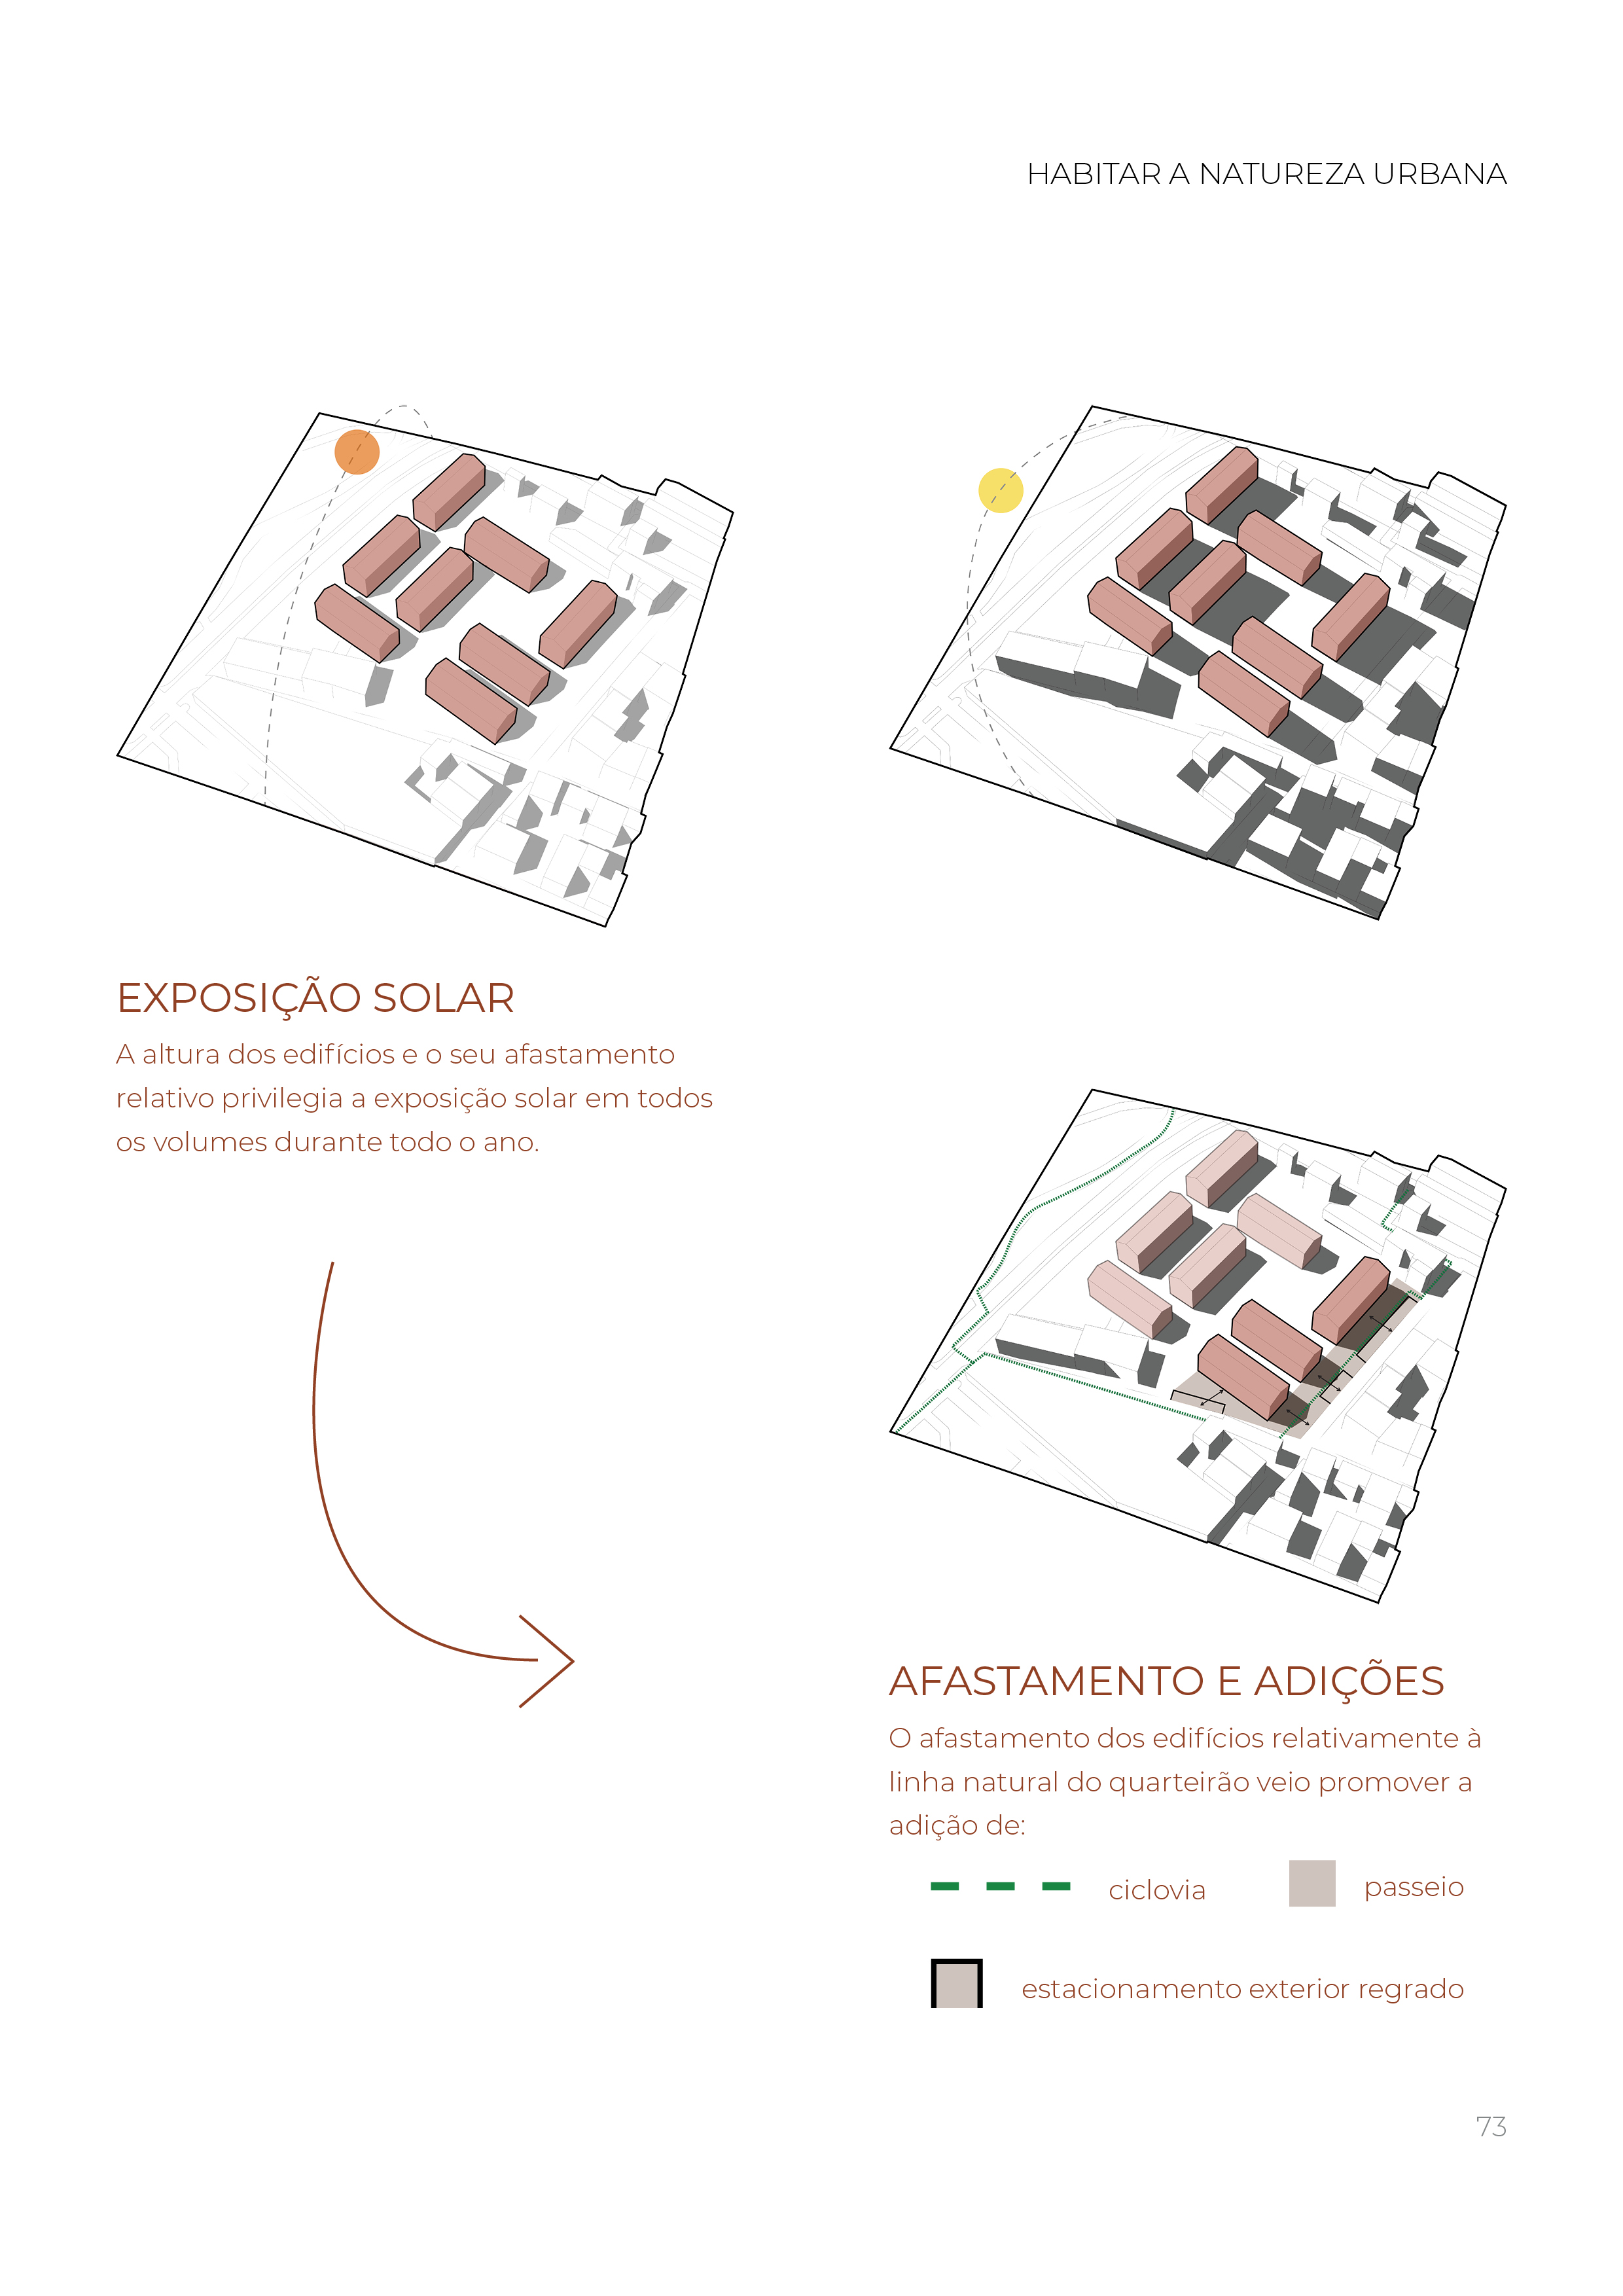 HABITAR A NATUREZA URBANA
EXPOSIÇÃO SOLAR
A altura dos edifícios e o seu afastamento
relativo privilegia a exposição solar em todos
os volumes durante todo o ano.
AFASTAMENTO E ADIÇÕES
O afastamento dos edifícios relativamente à
linha natural do quarteirão veio promover a
adição de:
ciclovia
passeio
estacionamento exterior regrado
73